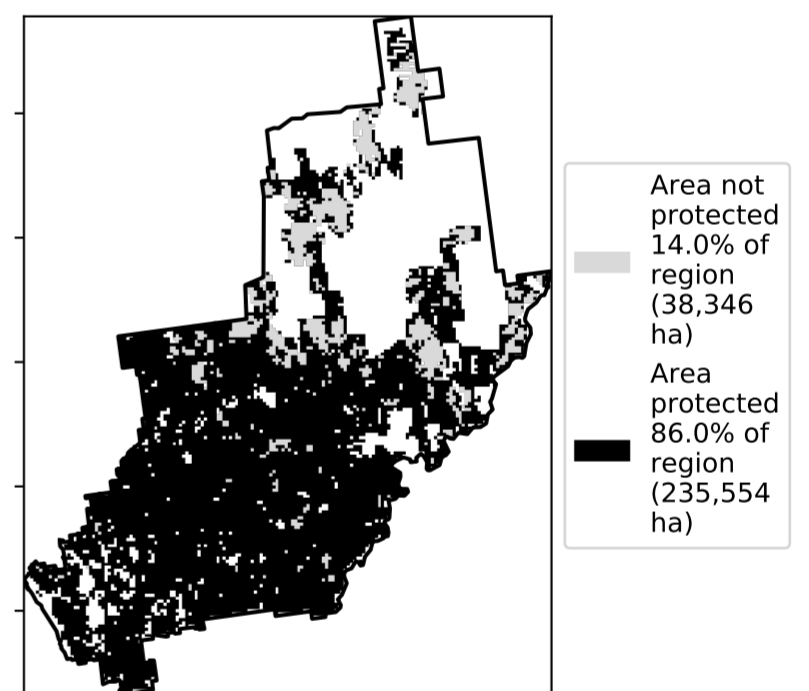 Area not
protected
14.0% of
region
(38,346
ha)
Area
protected
86.0% of
region
(235,554
ha)